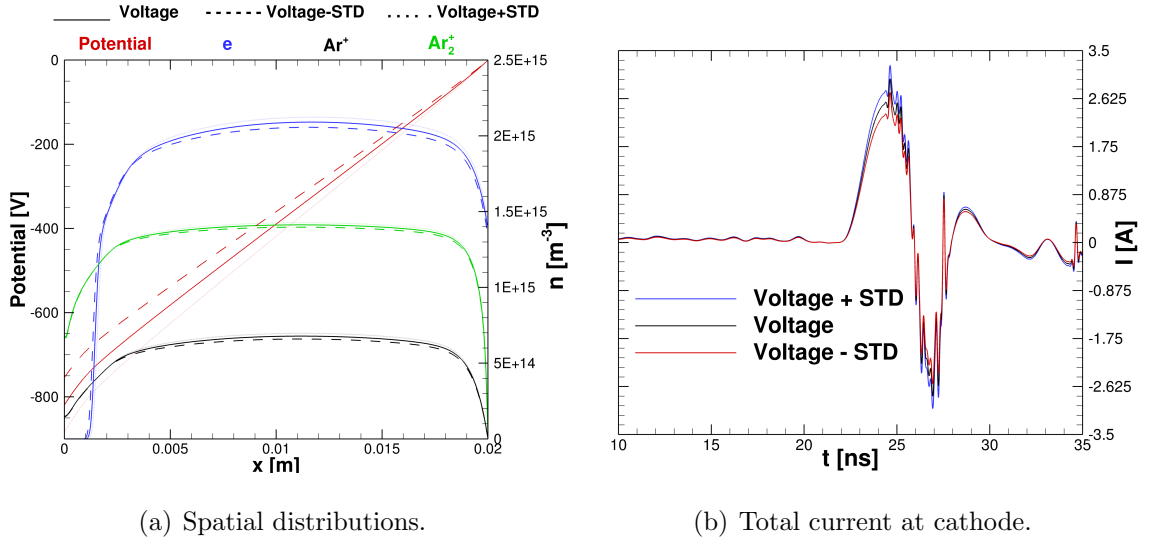 Voltage Voltage-STD Voltage+STD
Potential e Ar⁺ Ar₂⁺
0
-200
-400
-600
-800
Potential [V]
2.5E+15
2E+15
1.5E+15
1E+15
5E+14
0
n [m⁻³]
0 0.005 0.01 0.015 0.02
x [m]
(a) Spatial distributions.
3.5
2.625
1.75
0.875
0
-0.875
-1.75
-2.625
-3.5
I [A]
Voltage + STD
Voltage
Voltage - STD
10 15 20 25 30 35
t [ns]
(b) Total current at cathode.